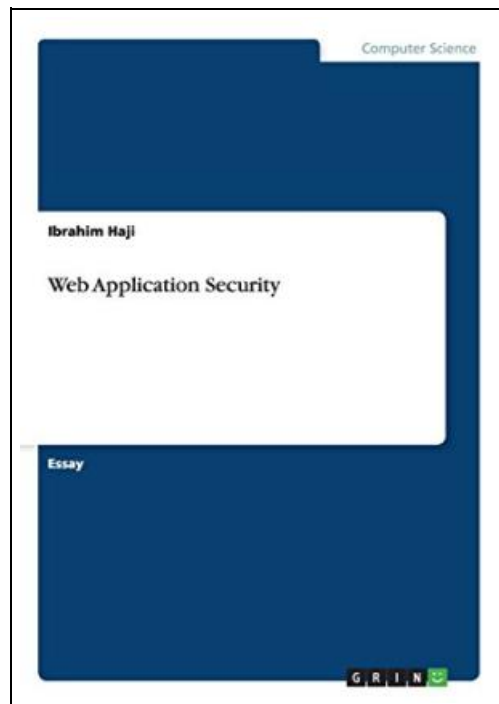 Computer Science
Ibrahim Haji
Web Application Security
Essay
GRIN